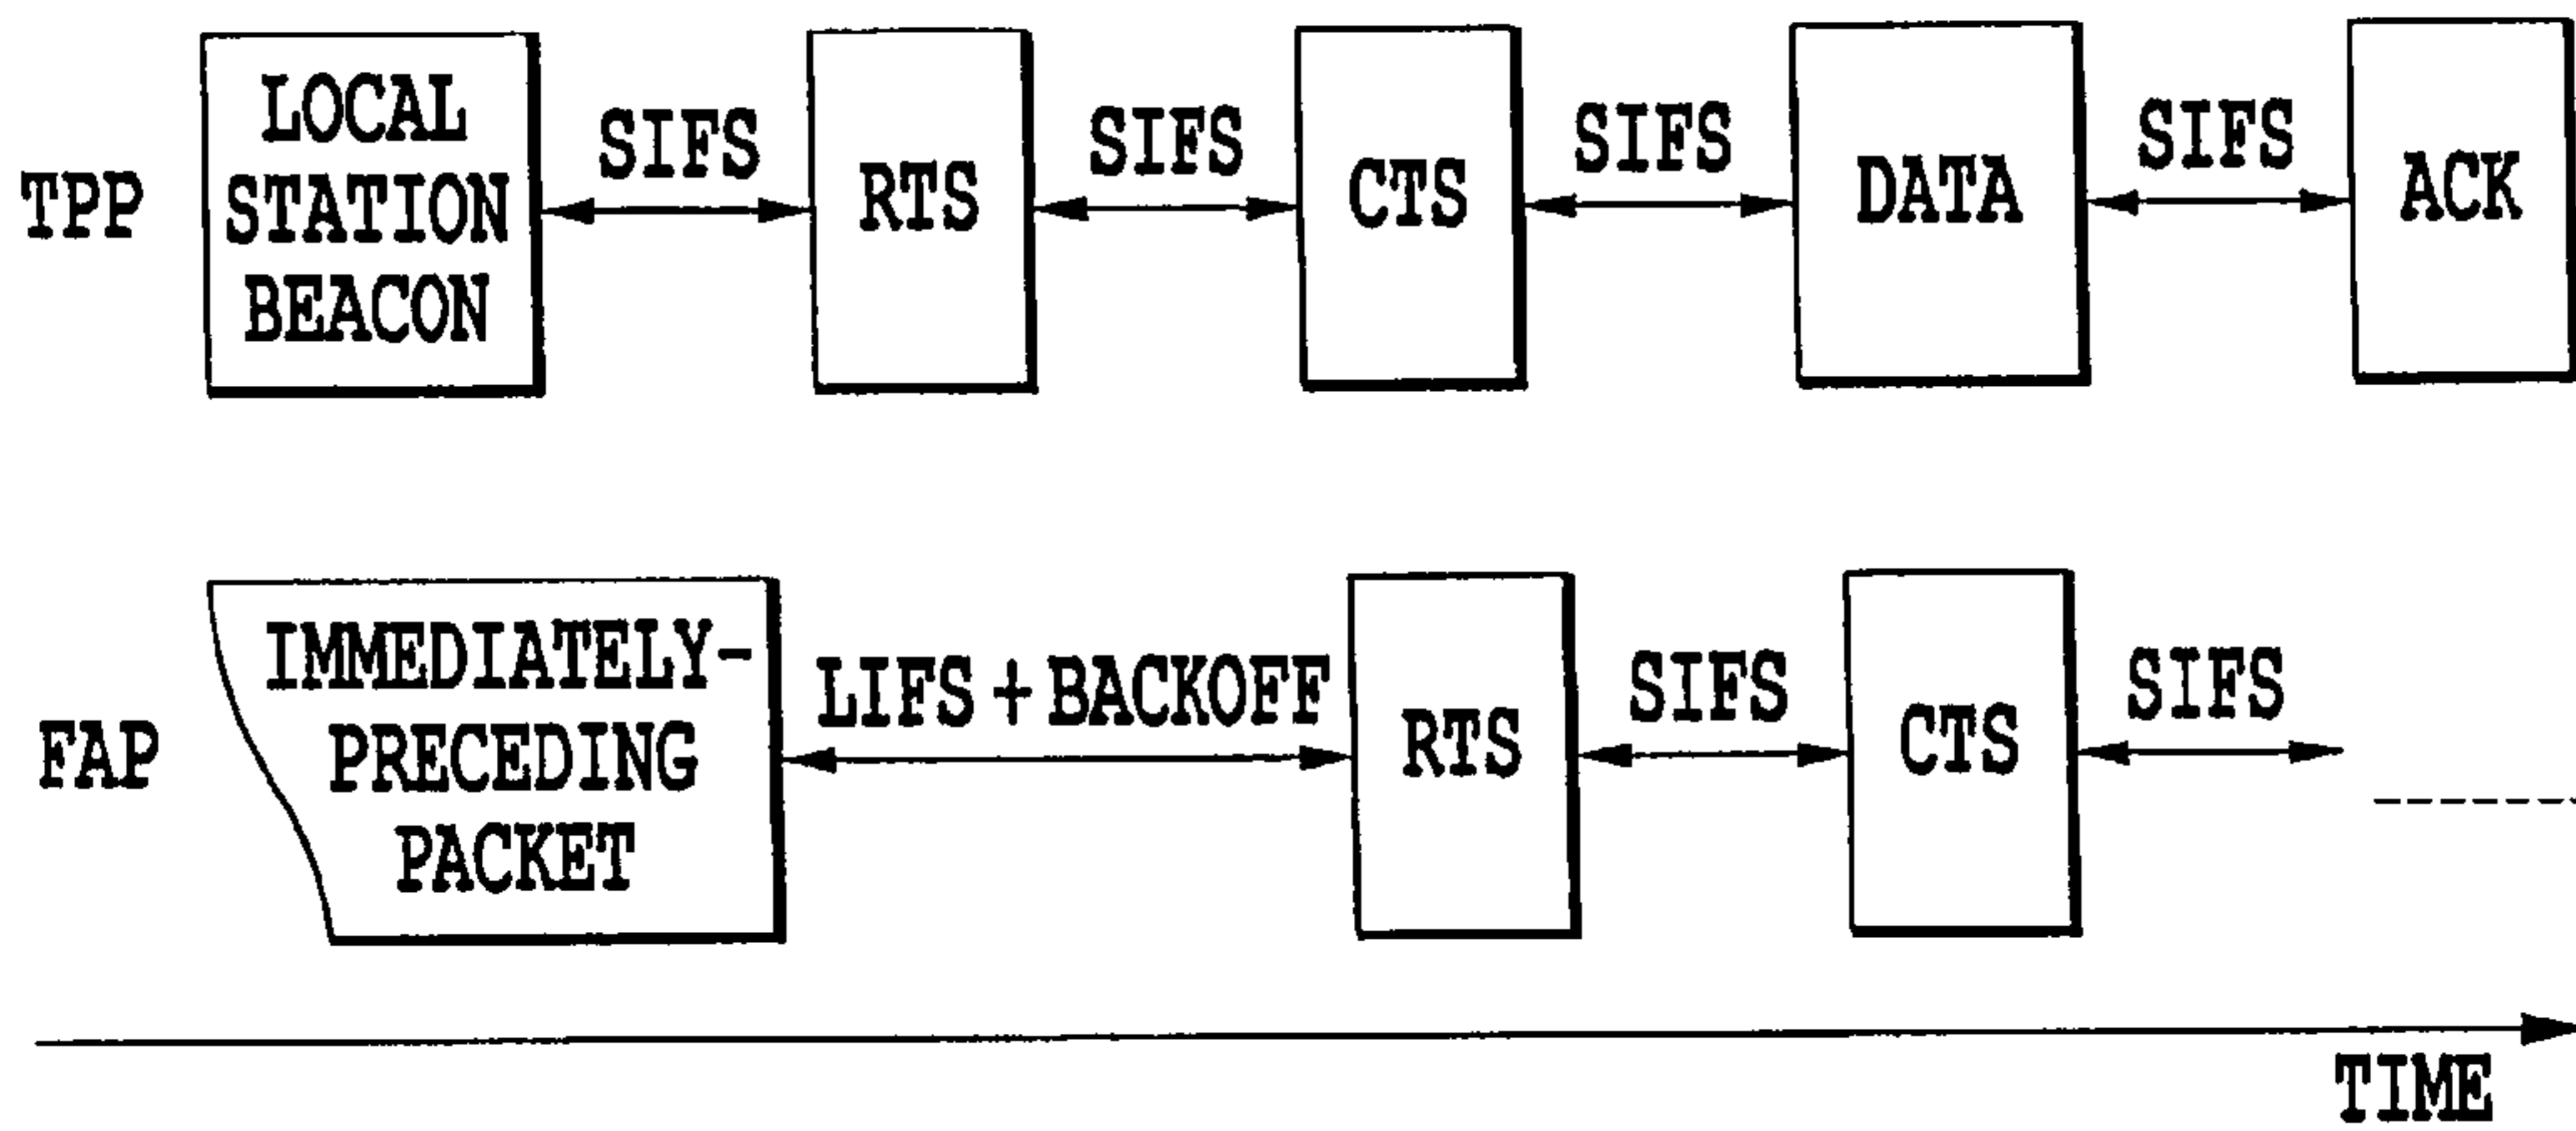 TPP
LOCAL
STATION
BEACON
SIFS
RTS
SIFS
CTS
SIFS
DATA
SIFS
ACK
FAP
IMMEDIATELY-
PRECEDING
PACKET
LIFS + BACKOFF
RTS
SIFS
CTS
SIFS
TIME